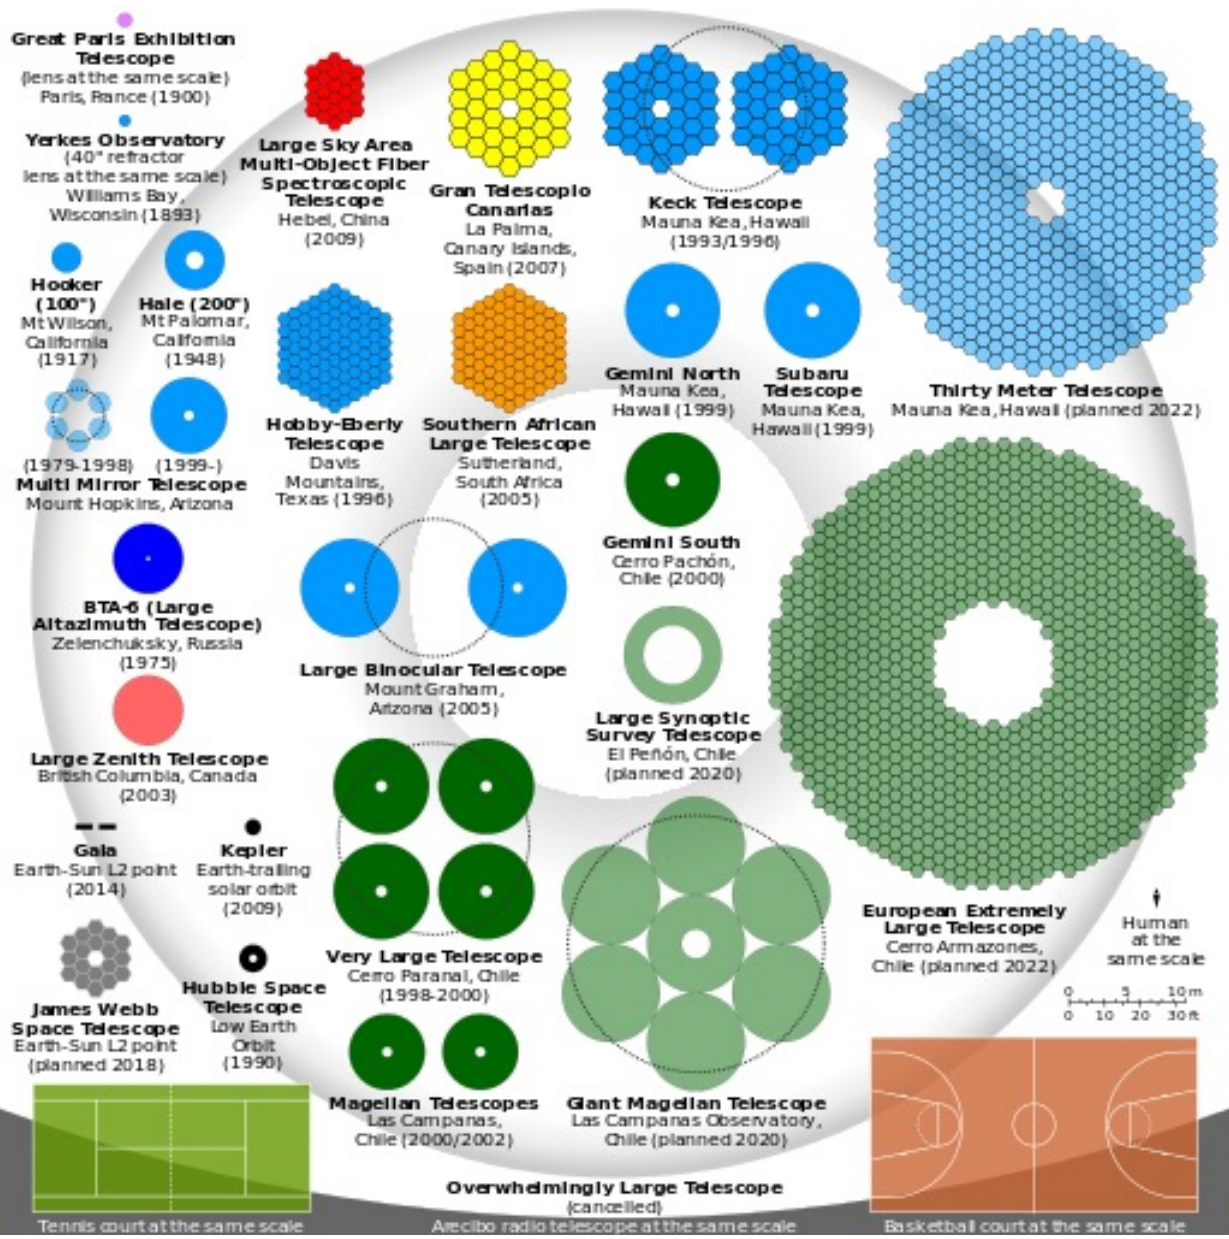 Great Paris Exhibition
Telescope
(lens at the same scale)
Paris, France (1900)
Yerkes Observatory
(40" refractor
lens at the same scale)
Williams Bay,
Wisconsin (1893)
Hooker
(100")
Mt Wilson,
California
(1917)
Hale (200")
Mt Palomar,
California
(1948)
(1979-1998)
(1999-)
Multi Mirror Telescope
Mount Hopkins, Arizona
BTA-6 (Large
Altazimuth Telescope)
Zelenchuksky, Russia
(1975)
Large Zenith Telescope
British Columbia, Canada
(2003)
Gaia
Earth-Sun L2 point
(2014)
Kepler
Earth-trailing
solar orbit
(2009)
James Webb
Space Telescope
Earth-Sun L2 point
(planned 2018)
Hubble Space
Telescope
Low Earth
Orbit
(1990)
Large Sky Area
Multi-Object Fiber
Spectroscopic
Telescope
Hebei, China
(2009)
Gran Telescopio
Canarias
La Palma,
Canary Islands,
Spain (2007)
Keck Telescope
Mauna Kea, Hawaii
(1993/1996)
Hobby-Eberly
Telescope
Davis
Mountains,
Texas (1996)
Southern African
Large Telescope
Sutherland,
South Africa
(2005)
Gemini North
Mauna Kea,
Hawaii (1999)
Subaru
Telescope
Mauna Kea,
Hawaii (1999)
Thirty Meter Telescope
Mauna Kea, Hawaii (planned 2022)
Gemini South
Cerro Pachón,
Chile (2000)
Large Binocular Telescope
Mount Graham,
Arizona (2005)
Large Synoptic
Survey Telescope
El Peñón, Chile
(planned 2020)
Very Large Telescope
Cerro Paranal, Chile
(1998-2000)
Magellan Telescopes
Las Campanas,
Chile (2000/2002)
Giant Magellan Telescope
Las Campanas Observatory,
Chile (planned 2020)
European Extremely
Large Telescope
Cerro Armazones,
Chile (planned 2022)
Human
at the
same scale
0 5 10 m
0 10 20 30 ft
Overwhelmingly Large Telescope
(cancelled)
Tennis court at the same scale
Arecibo radio telescope at the same scale
Basketball court at the same scale